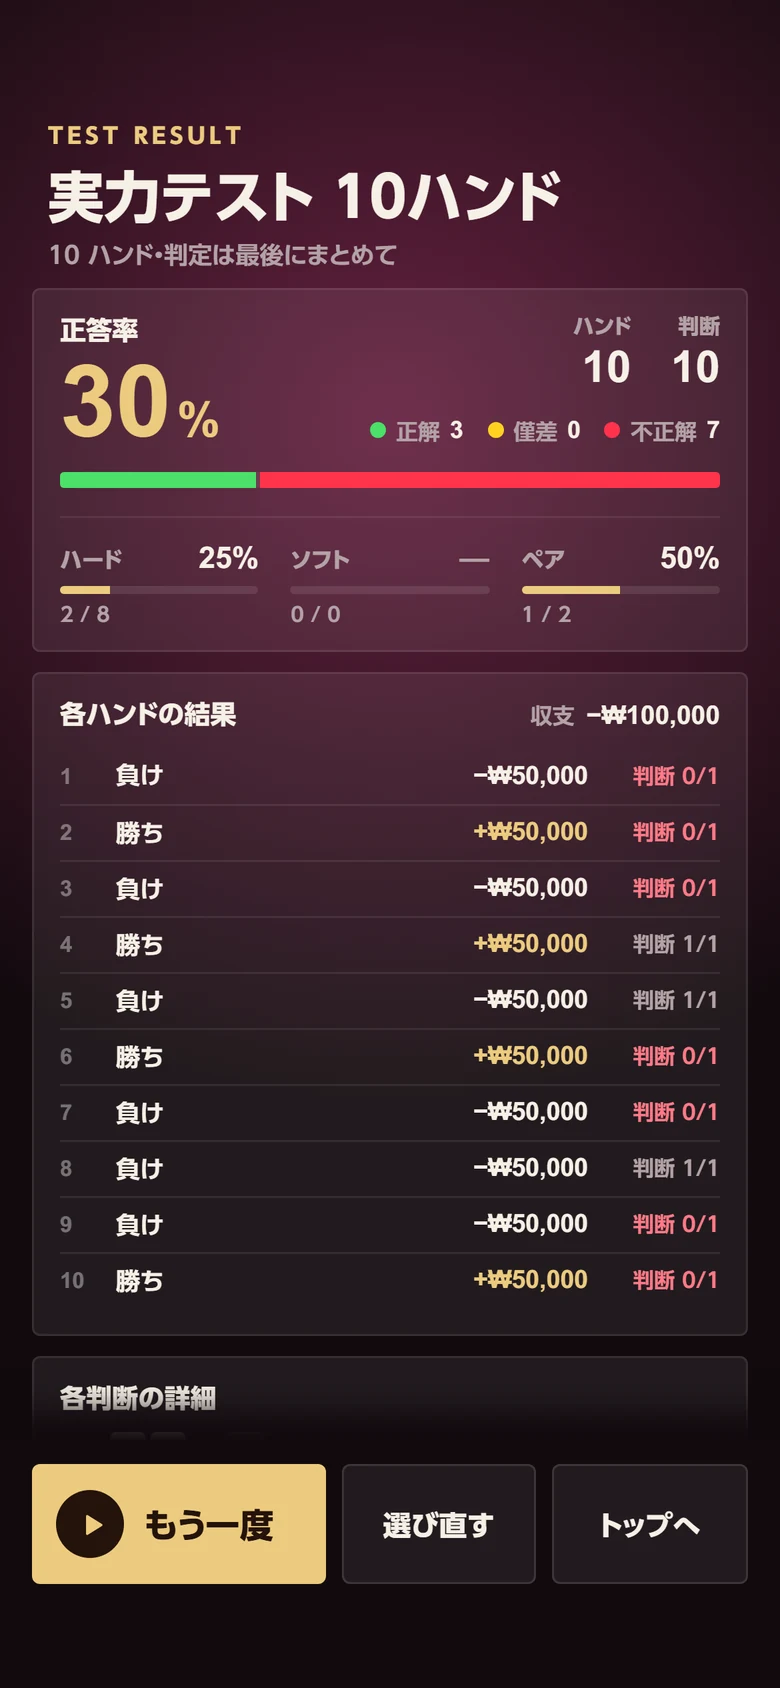 TEST RESULT
実力テスト 10ハンド
10 ハンド・判定は最後にまとめて
正答率
30%
ハンド 判断
10 10
正解 3 僅差 0 不正解 7
ハード 25%
2 / 8
ソフト —
0 / 0
ペア 50%
1 / 2
各ハンドの結果 収支 −₩100,000
1 負け −₩50,000 判断 0/1
2 勝ち +₩50,000 判断 0/1
3 負け −₩50,000 判断 0/1
4 勝ち +₩50,000 判断 1/1
5 負け −₩50,000 判断 1/1
6 勝ち +₩50,000 判断 0/1
7 負け −₩50,000 判断 0/1
8 負け −₩50,000 判断 1/1
9 負け −₩50,000 判断 0/1
10 勝ち +₩50,000 判断 0/1
各判断の詳細
もう一度
選び直す
トップへ